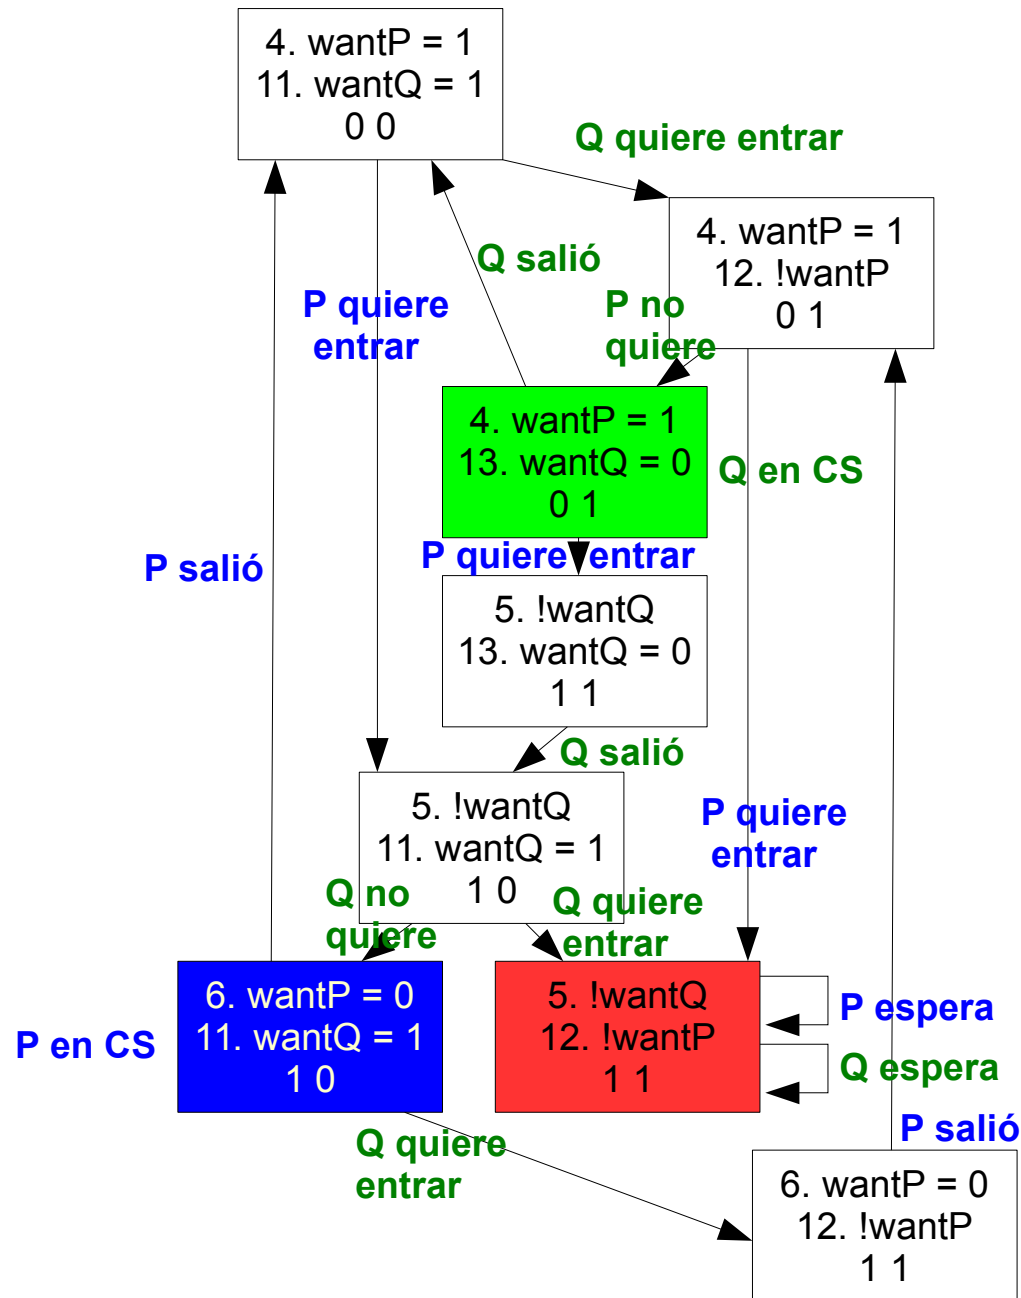 4. wantP = 1
11. wantQ = 1
0 0
Q quiere entrar
4. wantP = 1
12. !wantP
0 1
Q salió
P no
quiere
P quiere
entrar
4. wantP = 1
13. wantQ = 0
0 1
Q en CS
P quiere entrar
P salió
5. !wantQ
13. wantQ = 0
1 1
Q salió
5. !wantQ
11. wantQ = 1
1 0
P quiere
entrar
Q no
quiere
Q quiere
entrar
6. wantP = 0
11. wantQ = 1
1 0
P en CS
5. !wantQ
12. !wantP
1 1
P espera
Q espera
Q quiere
entrar
P salió
6. wantP = 0
12. !wantP
1 1